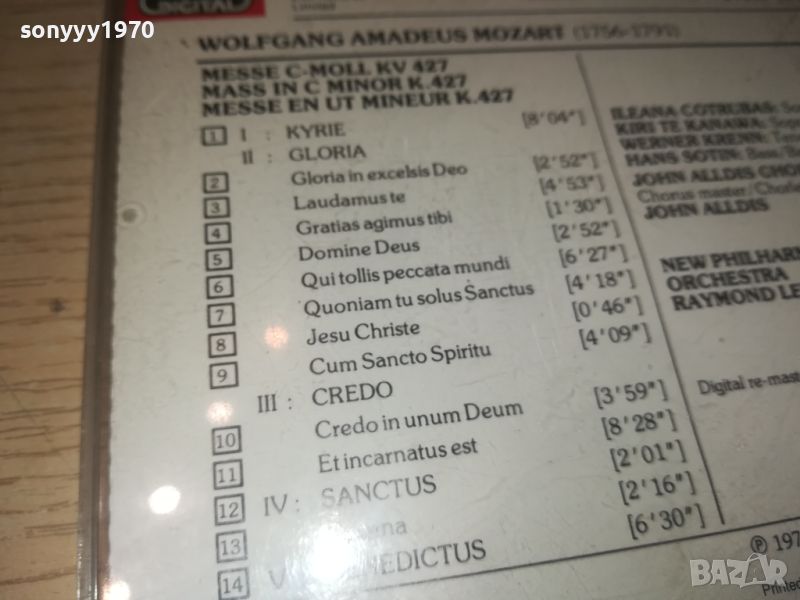 sonyyy1970
DIGITAL
WOLFGANG AMADEUS MOZART (1756-1791)
MESSE C-MOLL KV 427
MASS IN C MINOR K.427
MESSE EN UT MINEUR K.427
1 I : KYRIE [8'04"]
II : GLORIA
2 Gloria in excelsis Deo [2'52"]
3 Laudamus te [4'53"]
4 Gratias agimus tibi [1'30"]
5 Domine Deus [2'52"]
6 Qui tollis peccata mundi [6'27"]
7 Quoniam tu solus Sanctus [4'18"]
8 Jesu Christe [0'46"]
9 Cum Sancto Spiritu [4'09"]
III : CREDO
10 Credo in unum Deum [3'59"]
11 Et incarnatus est [8'28"]
12 IV : SANCTUS [2'01"]
13 [2'16"]
14 [6'30"]
ILEANA COTRUBAS:
KIRI TE KANAWA:
WERNER KRENN:
HANS SOTIN:
JOHN ALLDIS
Chorus master/
JOHN ALLDIS
NEW
ORCHESTRA
RAYMOND
Digital
℗
Printed
БАЗАР
bazar.bg